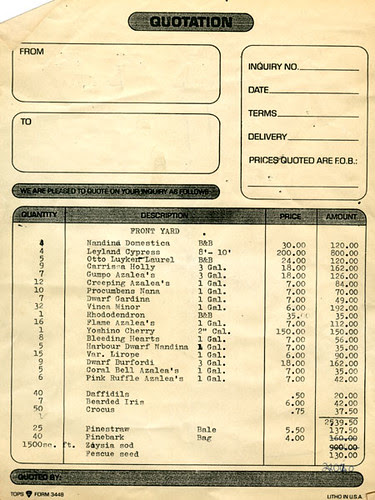 QUOTATION
FROM
INQUIRY NO.
DATE
TERMS
TO
DELIVERY
PRICES QUOTED ARE F.O.B.:
WE ARE PLEASED TO QUOTE ON YOUR INQUIRY AS FOLLOWS
QUANTITY DESCRIPTION PRICE AMOUNT
FRONT YARD
4 Nandina Domestica B&B 30.00 120.00
4 Leyland Cypress 8'- 10' 200.00 800.00
5 Otto Luyken Laurel B&B 24.00 120.00
9 Carrissa Holly 3 Gal. 18.00 162.00
7 Gumpo Azalea's 3 Gal. 18.00 126.00
12 Creeping Azalea's 1 Gal. 7.00 84.00
10 Procumbens Nana 1 Gal. 7.00 70.00
7 Dwarf Gardina 1 Gal. 7.00 49.00
32 Vinca Minor 1 Gal. 6.00 192.00
1 Rhododendron B&B 35.00 35.00
16 Flame Azalea's 1 Gal. 7.00 112.00
1 Yoshino Cherry 2" Cal. 150.00 150.00
8 Bleeding Hearts 1 Gal. 7.00 56.00
5 Harbour Dwarf Nandina 1 Gal. 7.00 35.00
15 Var. Lirope 1 Gal. 6.00 90.00
9 Dwarf Durfordi 3 Gal. 18.00 162.00
5 Coral Bell Azalea's 1 Gal. 7.00 35.00
6 Pink Ruffle Azalea's 1 Gal. 7.00 42.00
40 Daffidils .50 20.00
7 Bearded Iris 6.00 42.00
50 Crocus .75 37.50
2539.50
25 Pinestraw Bale 5.50 137.50
40 Pinebark Bag 4.00 160.00
1500sq. ft. Zoysia sod 900.00
Fescue seed 130.00
QUOTED BY:
TOPS FORM 3448 LITHO IN U.S.A.